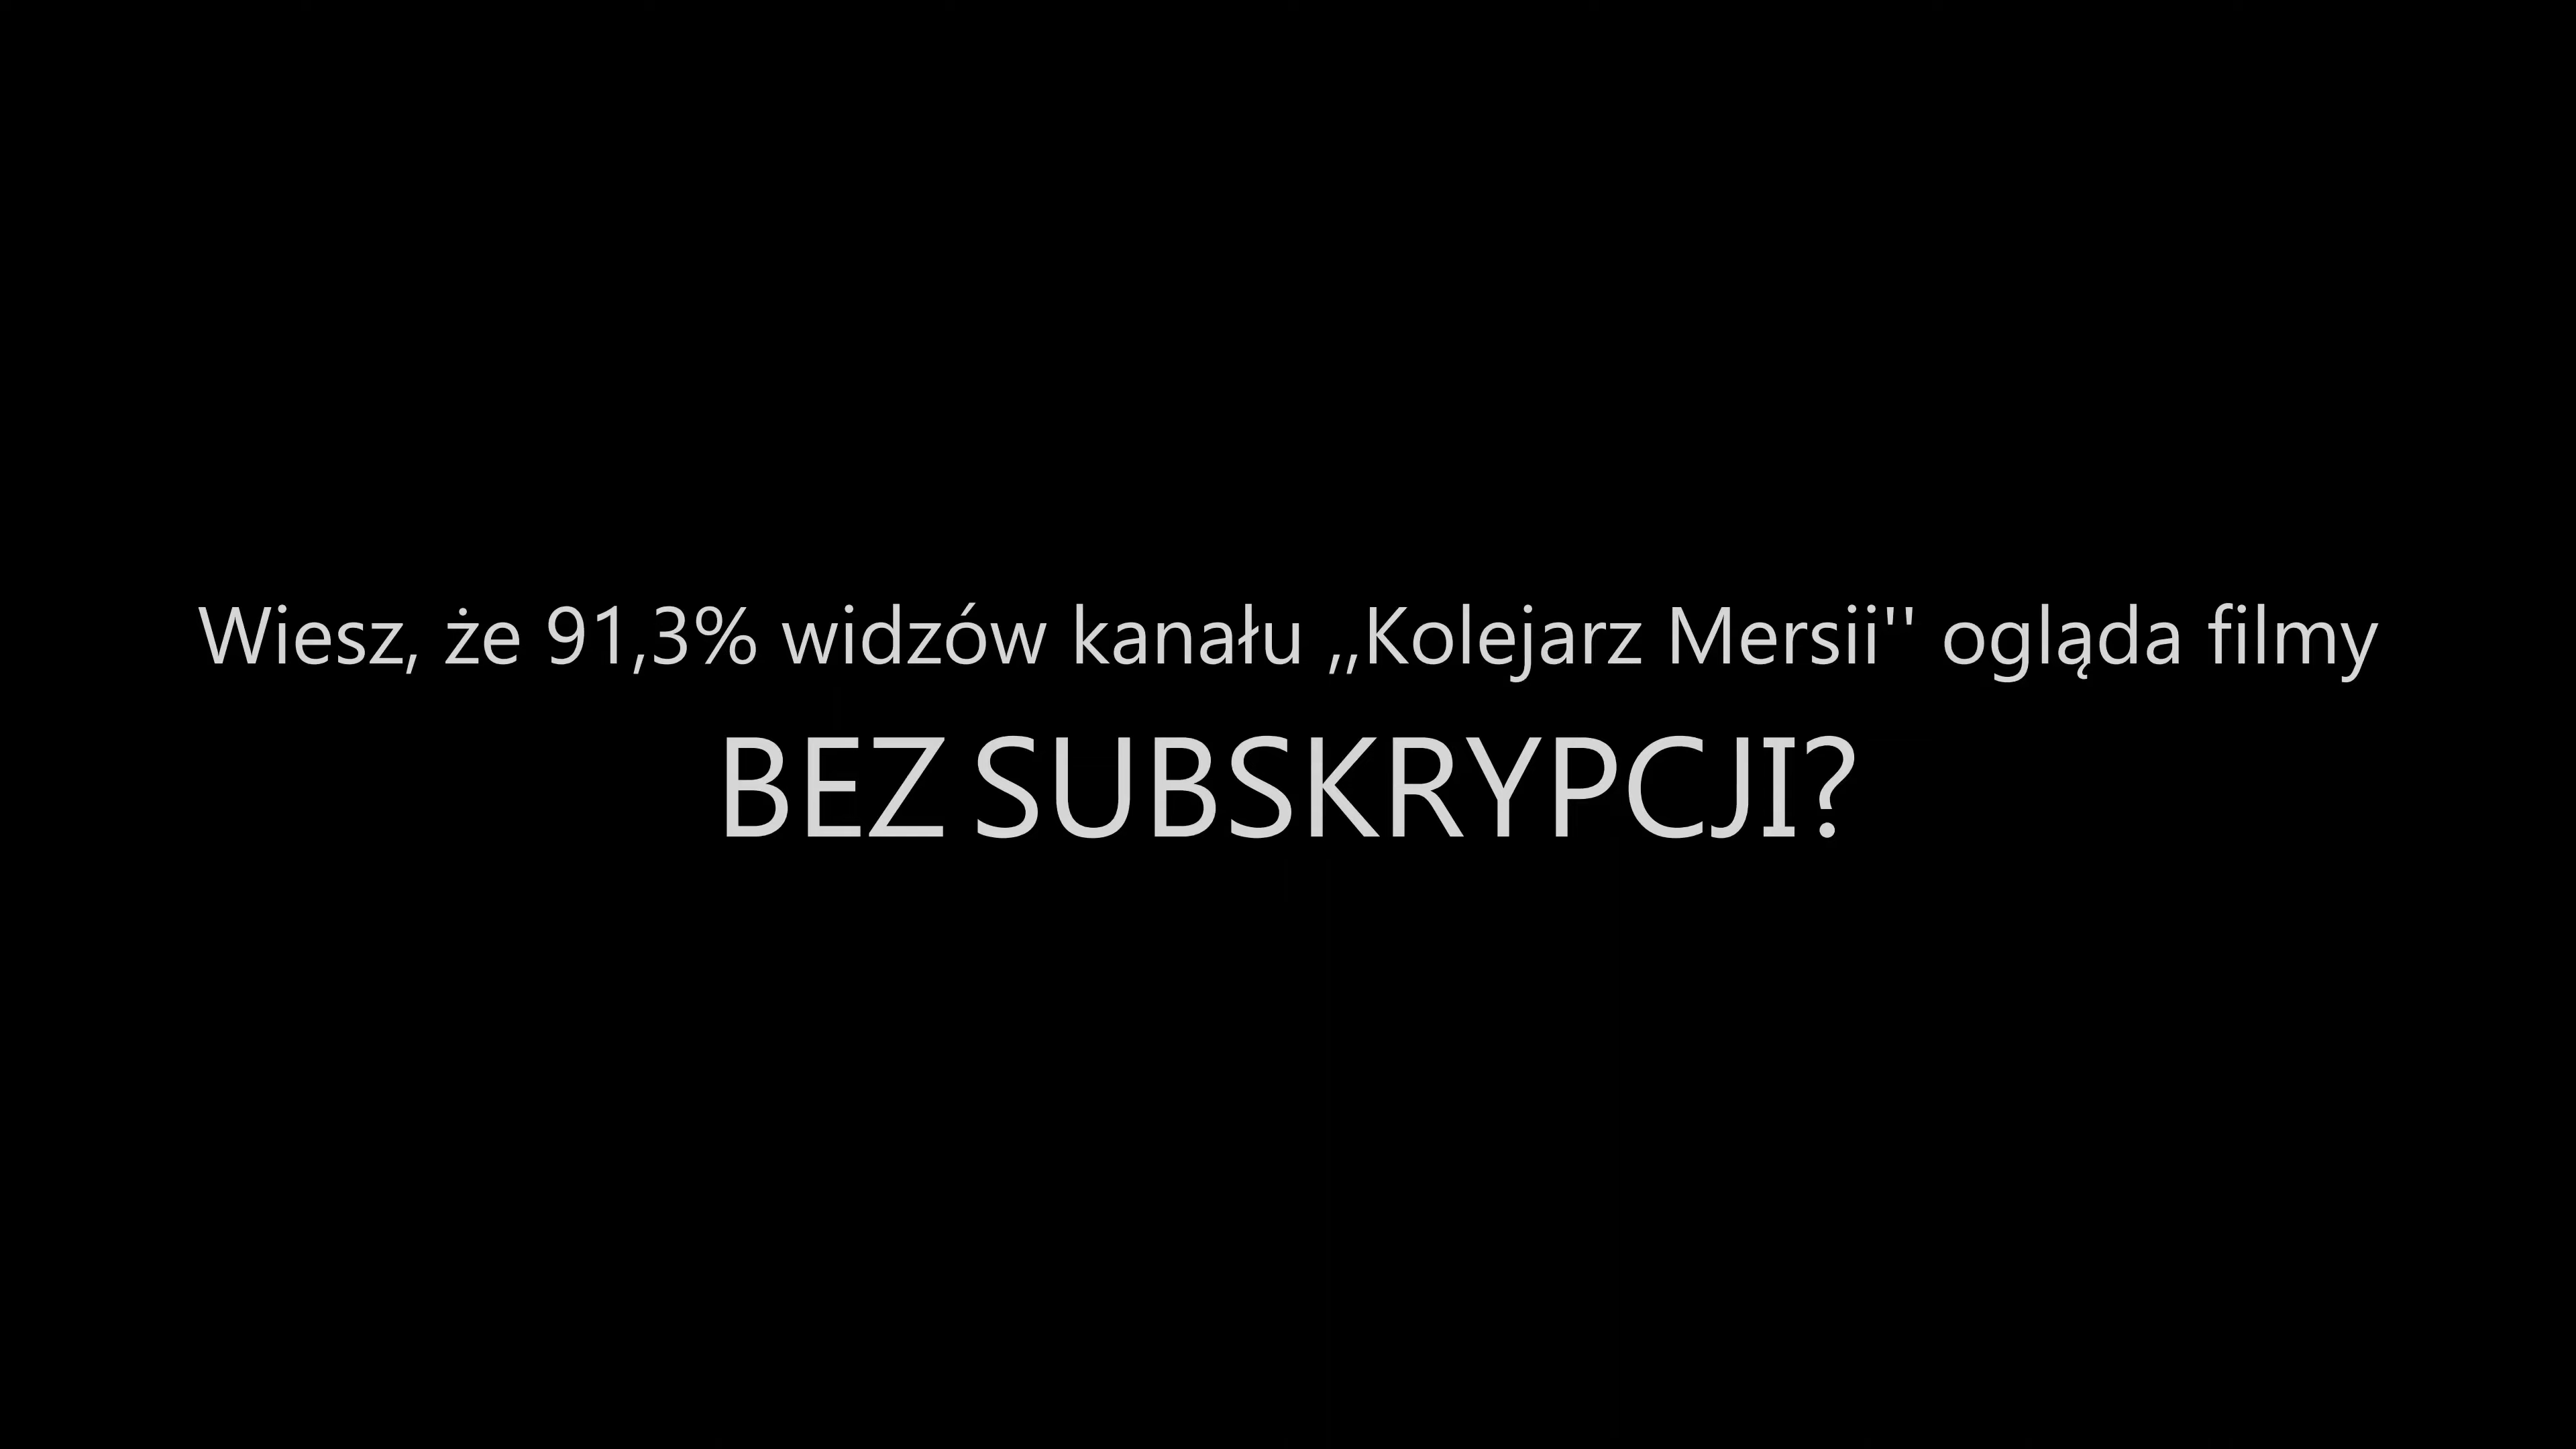 Wiesz, że 91,3% widzów kanału ,,Kolejarz Mersii'' ogląda filmy
BEZ SUBSKRYPCJI?